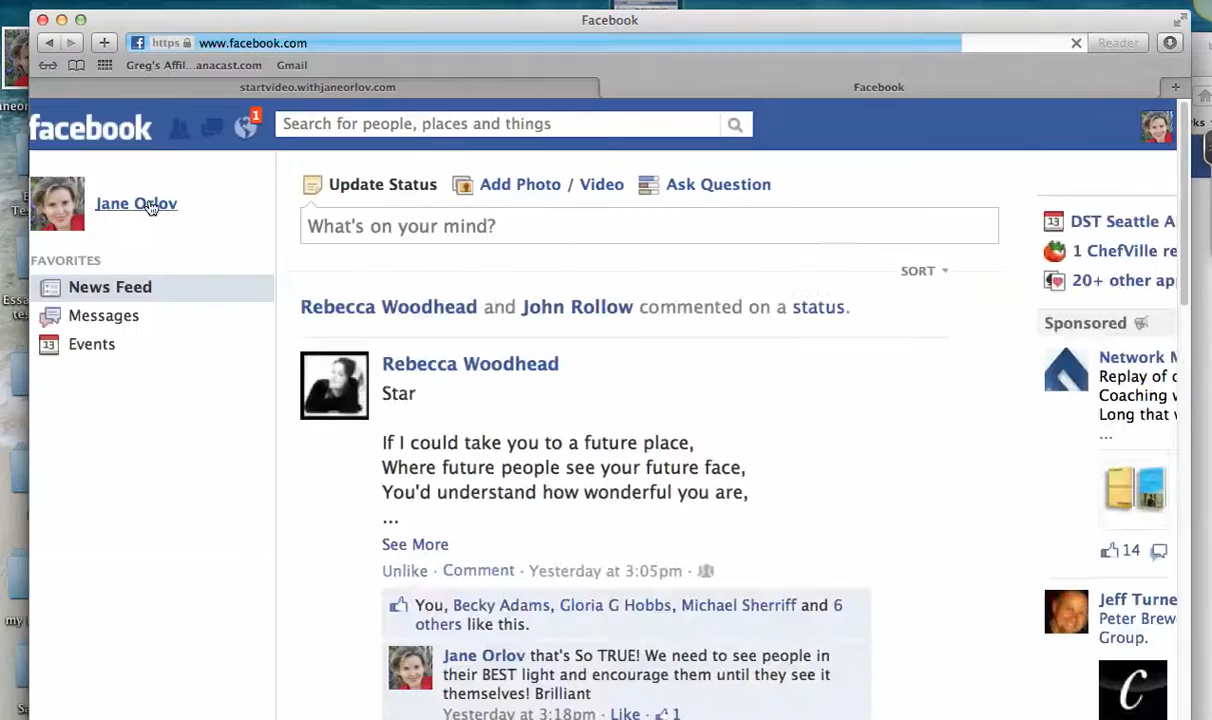 Facebook
https www.facebook.com Reader
Greg's Affil...anacast.com Gmail
startvideo.withjaneorlov.com Facebook
facebook 1 Search for people, places and things
Update Status Add Photo / Video Ask Question
Jane Orlov
What's on your mind?
FAVORITES
News Feed
Messages
13 Events
SORT
Rebecca Woodhead and John Rollow commented on a status.
Rebecca Woodhead
Star
If I could take you to a future place,
Where future people see your future face,
You'd understand how wonderful you are,
...
See More
Unlike · Comment · Yesterday at 3:05pm ·
You, Becky Adams, Gloria G Hobbs, Michael Sherriff and 6
others like this.
Jane Orlov that's So TRUE! We need to see people in
their BEST light and encourage them until they see it
themselves! Brilliant
Yesterday at 3:18pm · Like · 1
13 DST Seattle A
1 ChefVille re
20+ other ap
Sponsored
Network M
Replay of
Coaching
Long that
...
14
Jeff Turne
Peter Brew
Group.
C